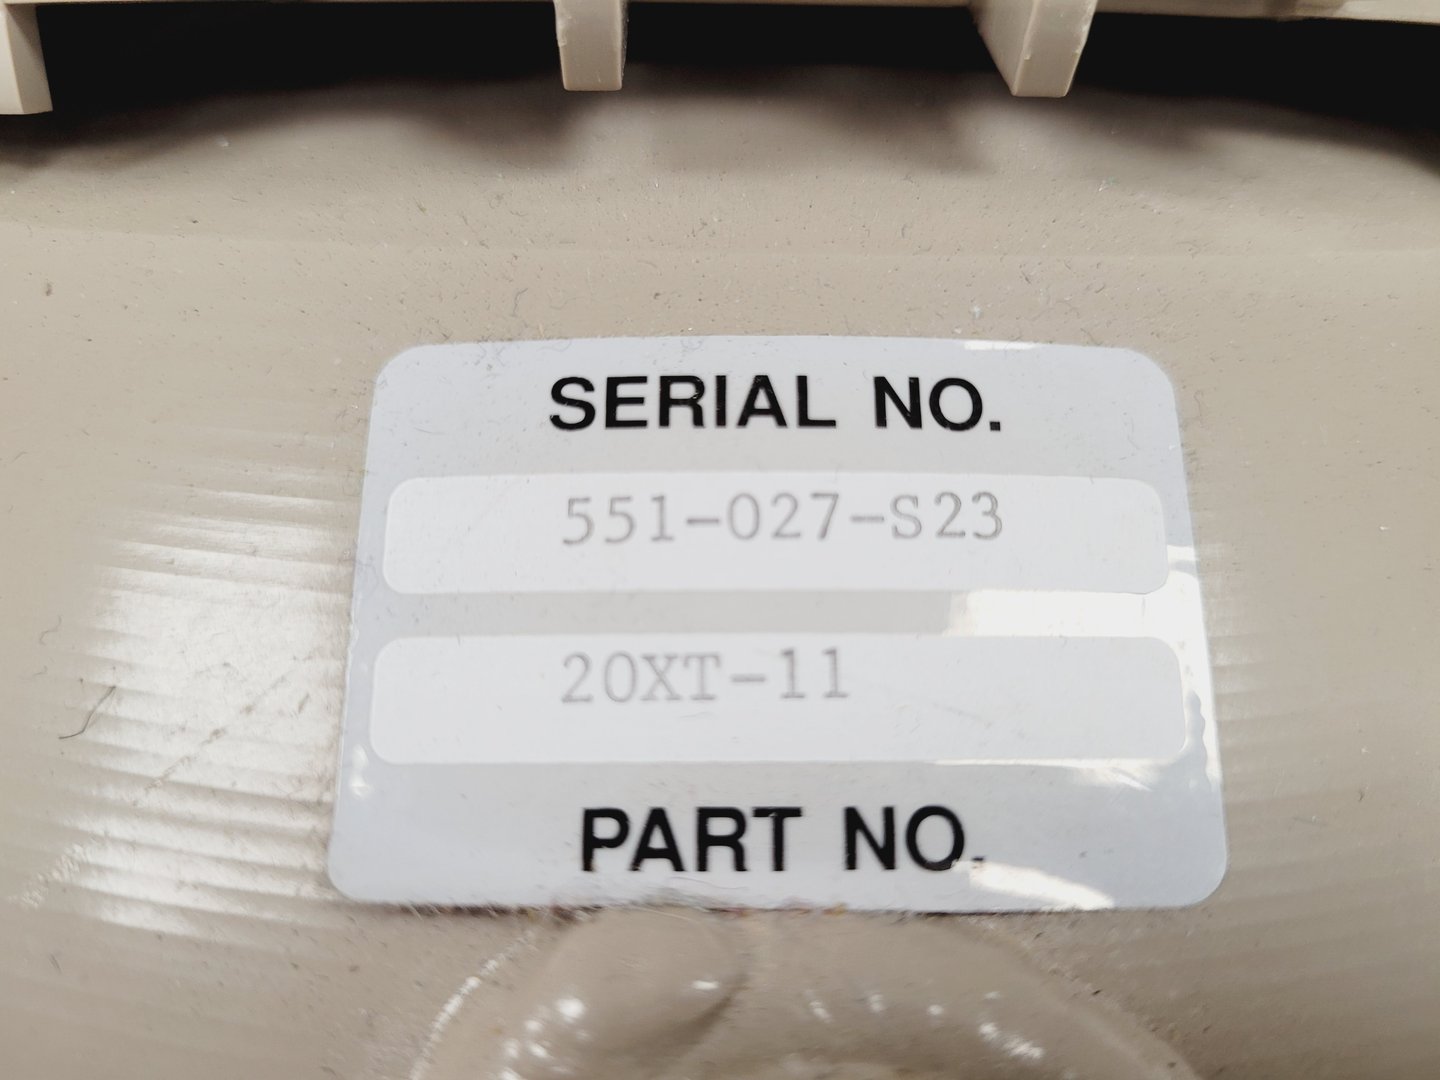 SERIAL NO.
551-027-S23
20XT-11
PART NO.